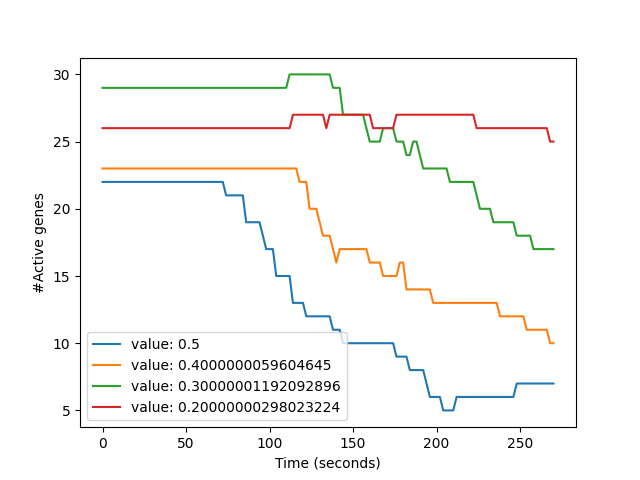 30
25
20
15
10
5
#Active genes
value: 0.5
value: 0.4000000059604645
value: 0.30000001192092896
value: 0.20000000298023224
0 50 100 150 200 250
Time (seconds)